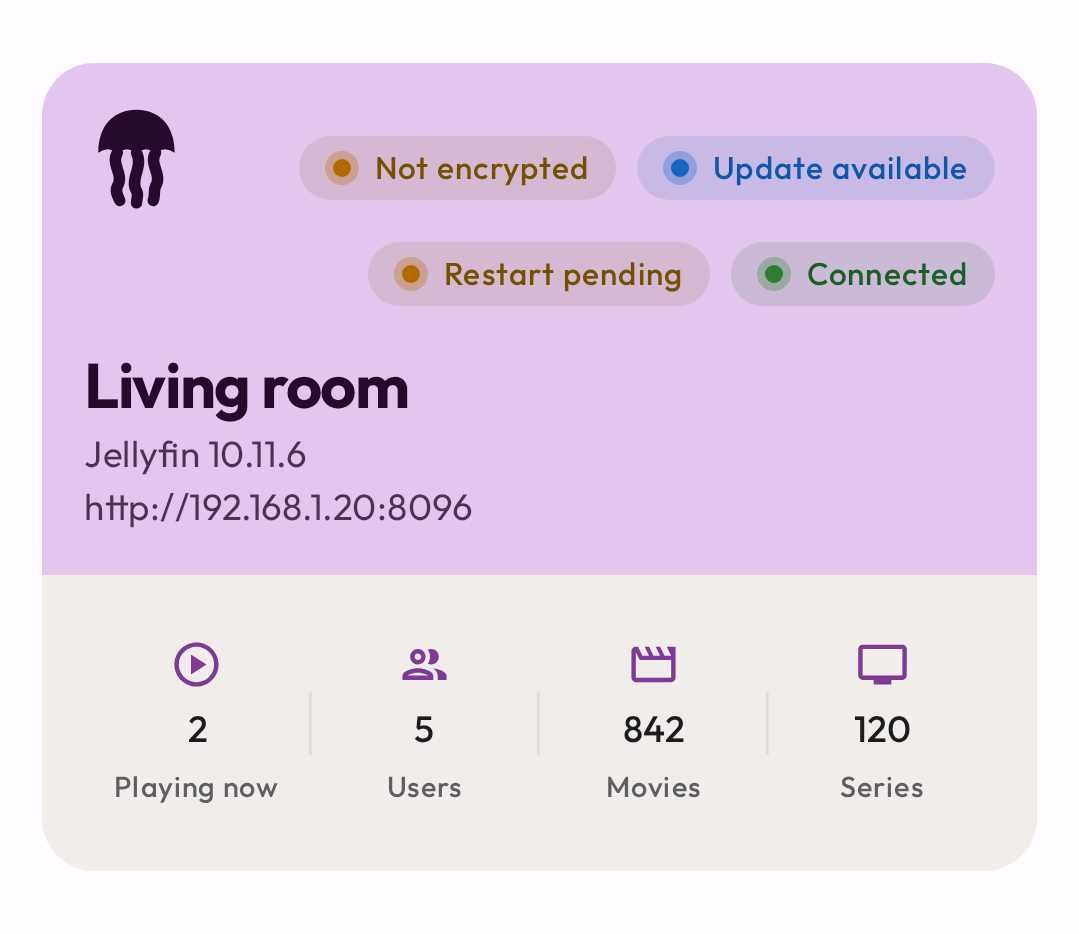 Not encrypted
Update available
Restart pending
Connected
Living room
Jellyfin 10.11.6
http://192.168.1.20:8096
2
5
842
120
Playing now
Users
Movies
Series